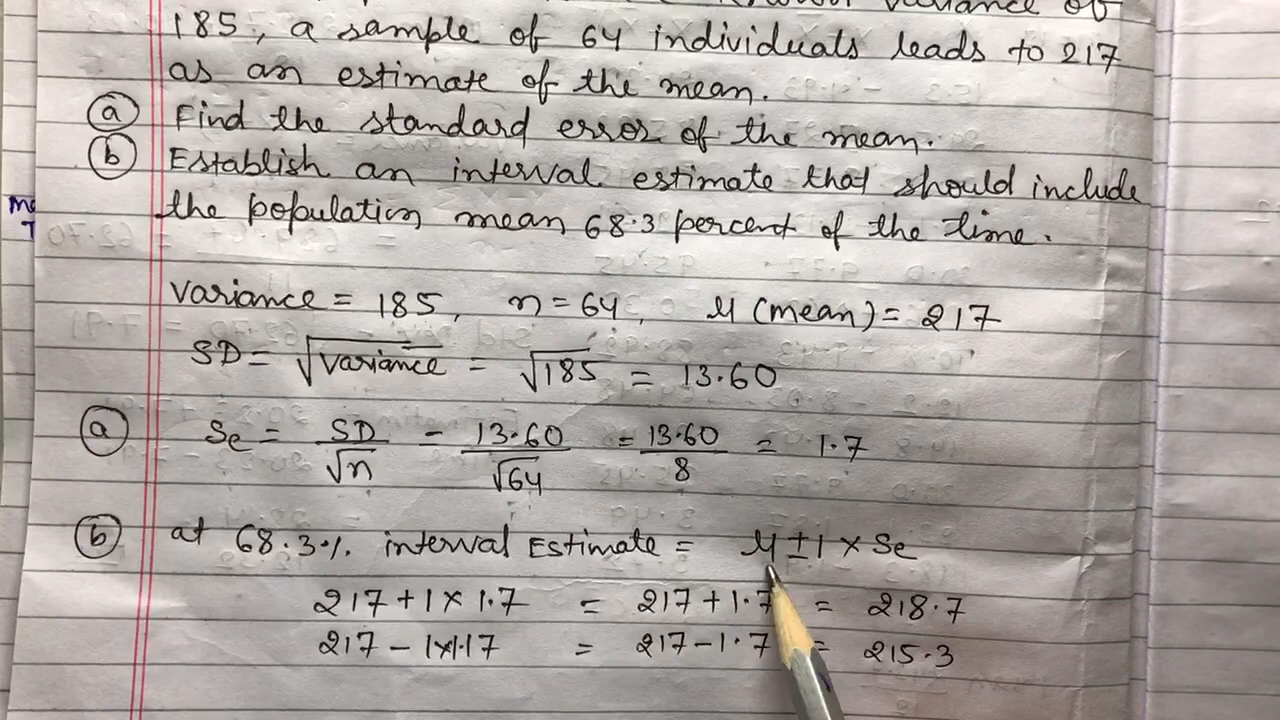 variance of
185, a sample of 64 individuals leads to 217
as an estimate of the mean.
(a) Find the standard error of the mean.
(b) Establish an interval estimate that should include
the population mean 68.3 percent of the time.
Variance = 185, n = 64, μ (mean) = 217
SD = √variance = √185 = 13.60
(a) Se = SD/√n = 13.60/√64 = 13.60/8 = 1.7
(b) at 68.3% interval Estimate = μ ± 1 × Se
217 + 1 × 1.7 = 217 + 1.7 = 218.7
217 - 1×1.17 = 217 - 1.7 = 215.3